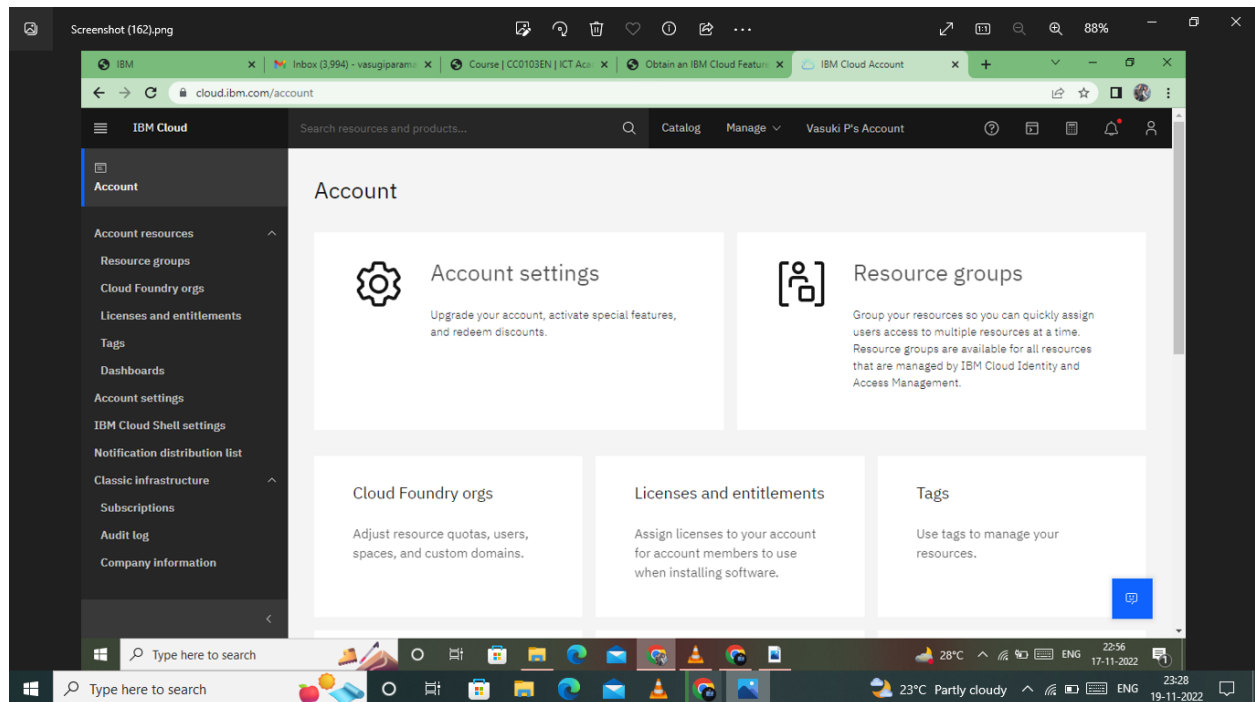 Screenshot (162).png
88%
IBM
Inbox (3,994) - vasugiparama
Course | CC0103EN | ICT Aca
Obtain an IBM Cloud Feature
IBM Cloud Account
cloud.ibm.com/account
IBM Cloud
Search resources and products...
Catalog
Manage
Vasuki P's Account
Account
Account resources
Resource groups
Cloud Foundry orgs
Licenses and entitlements
Tags
Dashboards
Account settings
IBM Cloud Shell settings
Notification distribution list
Classic infrastructure
Subscriptions
Audit log
Company information
Account
Account settings
Upgrade your account, activate special features,
and redeem discounts.
Resource groups
Group your resources so you can quickly assign
users access to multiple resources at a time.
Resource groups are available for all resources
that are managed by IBM Cloud Identity and
Access Management.
Cloud Foundry orgs
Adjust resource quotas, users,
spaces, and custom domains.
Licenses and entitlements
Assign licenses to your account
for account members to use
when installing software.
Tags
Use tags to manage your
resources.
Type here to search
28°C
ENG
22:56
17-11-2022
Type here to search
23°C Partly cloudy
ENG
23:28
19-11-2022